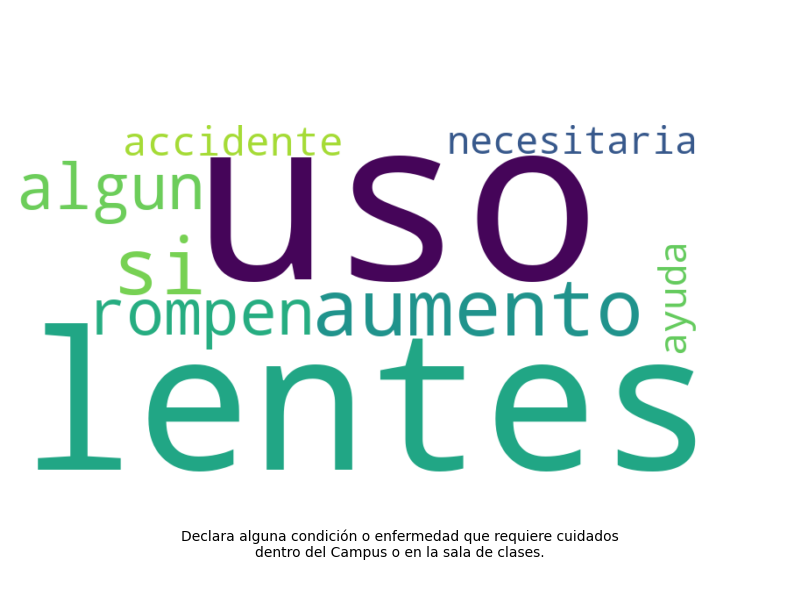 accidente necesitaria
algun uso
si ayuda
rompen aumento
lentes
Declara alguna condición o enfermedad que requiere cuidados
dentro del Campus o en la sala de clases.